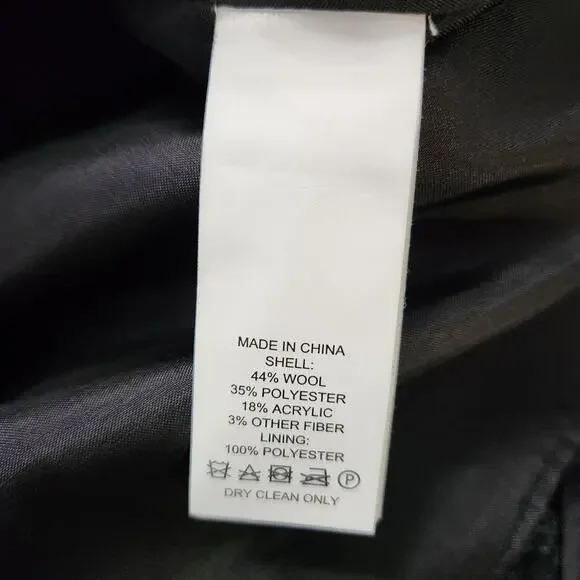 MADE IN CHINA
SHELL:
44% WOOL
35% POLYESTER
18% ACRYLIC
3% OTHER FIBER
LINING:
100% POLYESTER
P
DRY CLEAN ONLY